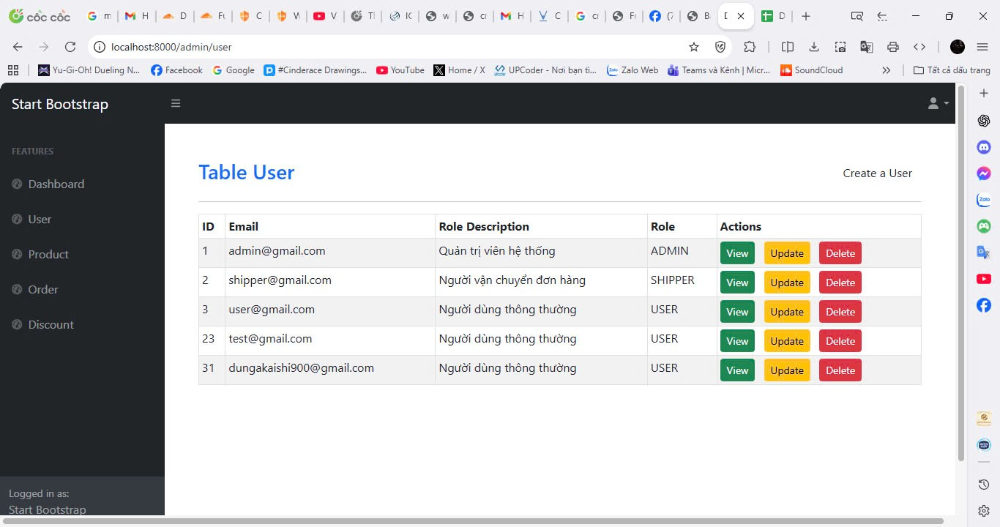 cốc cốc
localhost:8000/admin/user
Yu-Gi-Oh! Dueling N... Facebook Google #Cinderace Drawings... YouTube Home / X UPCoder - Nơi bạn tì... Zalo Web Teams và Kênh | Micr... SoundCloud Tất cả dấu trang
Start Bootstrap
FEATURES
Dashboard
User
Product
Order
Discount
Logged in as:
Start Bootstrap
Table User
Create a User
ID Email Role Description Role Actions
1 admin@gmail.com Quản trị viên hệ thống ADMIN View Update Delete
2 shipper@gmail.com Người vận chuyển đơn hàng SHIPPER View Update Delete
3 user@gmail.com Người dùng thông thường USER View Update Delete
23 test@gmail.com Người dùng thông thường USER View Update Delete
31 dungakaishi900@gmail.com Người dùng thông thường USER View Update Delete